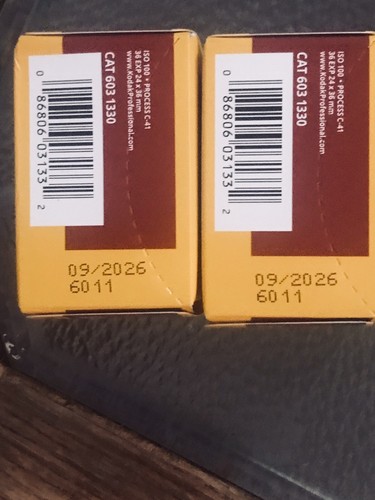 ISO 100 • PROCESS C-41
36 EXP 24 x 36 mm
www.KodakProfessional.com
CAT 603 1330
0 86806 03133 2
09/2026
6011
ISO 100 • PROCESS C-41
36 EXP 24 x 36 mm
www.KodakProfessional.com
CAT 603 1330
0 86806 03133 2
09/2026
6011